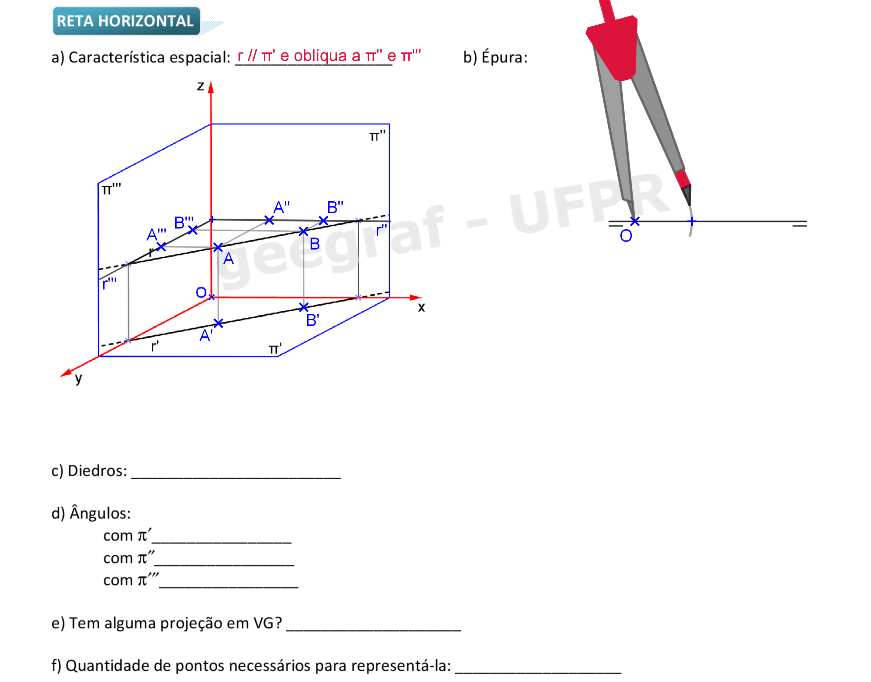 RETA HORIZONTAL
a) Característica espacial: r // π' e oblíqua a π'' e π'''
b) Épura:
z
π''
π'''
A''
B''
B'''
A'''
r''
r
A
B
r'''
O
x
A'
B'
r'
π'
y
geegraf - UFPR
O
c) Diedros: ________________________
d) Ângulos:
com π′________________
com π″________________
com π‴________________
e) Tem alguma projeção em VG? ____________________
f) Quantidade de pontos necessários para representá-la: ___________________